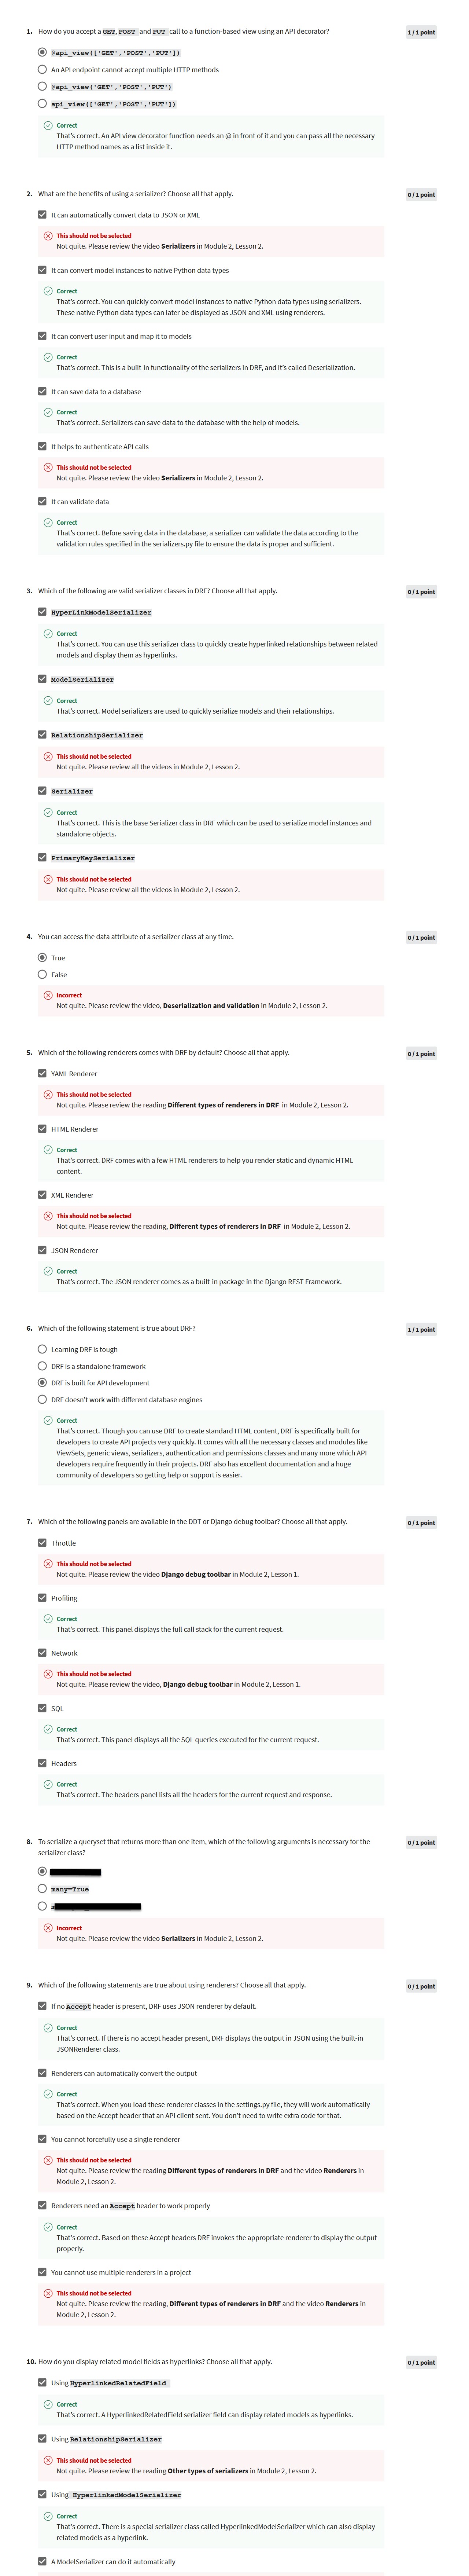 1. How do you accept a GET, POST and PUT call to a function-based view using an API decorator?
1 / 1 point
@api_view(['GET','POST','PUT'])
An API endpoint cannot accept multiple HTTP methods
@api_view('GET','POST','PUT')
api_view(['GET','POST','PUT'])
Correct
That's correct. An API view decorator function needs an @ in front of it and you can pass all the necessary
HTTP method names as a list inside it.
2. What are the benefits of using a serializer? Choose all that apply.
0 / 1 point
It can automatically convert data to JSON or XML
This should not be selected
Not quite. Please review the video Serializers in Module 2, Lesson 2.
It can convert model instances to native Python data types
Correct
That's correct. You can quickly convert model instances to native Python data types using serializers.
These native Python data types can later be displayed as JSON and XML using renderers.
It can convert user input and map it to models
Correct
That's correct. This is a built-in functionality of the serializers in DRF, and it's called Deserialization.
It can save data to a database
Correct
That's correct. Serializers can save data to the database with the help of models.
It helps to authenticate API calls
This should not be selected
Not quite. Please review the video Serializers in Module 2, Lesson 2.
It can validate data
Correct
That's correct. Before saving data in the database, a serializer can validate the data according to the
validation rules specified in the serializers.py file to ensure the data is proper and sufficient.
3. Which of the following are valid serializer classes in DRF? Choose all that apply.
0 / 1 point
HyperLinkModelSerializer
Correct
That's correct. You can use this serializer class to quickly create hyperlinked relationships between related
models and display them as hyperlinks.
ModelSerializer
Correct
That's correct. Model serializers are used to quickly serialize models and their relationships.
RelationshipSerializer
This should not be selected
Not quite. Please review all the videos in Module 2, Lesson 2.
Serializer
Correct
That's correct. This is the base Serializer class in DRF which can be used to serialize model instances and
standalone objects.
PrimaryKeySerializer
This should not be selected
Not quite. Please review all the videos in Module 2, Lesson 2.
4. You can access the data attribute of a serializer class at any time.
0 / 1 point
True
False
Incorrect
Not quite. Please review the video, Deserialization and validation in Module 2, Lesson 2.
5. Which of the following renderers comes with DRF by default? Choose all that apply.
0 / 1 point
YAML Renderer
This should not be selected
Not quite. Please review the reading Different types of renderers in DRF in Module 2, Lesson 2.
HTML Renderer
Correct
That's correct. DRF comes with a few HTML renderers to help you render static and dynamic HTML
content.
XML Renderer
This should not be selected
Not quite. Please review the reading, Different types of renderers in DRF in Module 2, Lesson 2.
JSON Renderer
Correct
That's correct. The JSON renderer comes as a built-in package in the Django REST Framework.
6. Which of the following statement is true about DRF?
1 / 1 point
Learning DRF is tough
DRF is a standalone framework
DRF is built for API development
DRF doesn't work with different database engines
Correct
That's correct. Though you can use DRF to create standard HTML content, DRF is specifically built for
developers to create API projects very quickly. It comes with all the necessary classes and modules like
ViewSets, generic views, serializers, authentication and permissions classes and many more which API
developers require frequently in their projects. DRF also has excellent documentation and a huge
community of developers so getting help or support is easier.
7. Which of the following panels are available in the DDT or Django debug toolbar? Choose all that apply.
0 / 1 point
Throttle
This should not be selected
Not quite. Please review the video Django debug toolbar in Module 2, Lesson 1.
Profiling
Correct
That's correct. This panel displays the full call stack for the current request.
Network
This should not be selected
Not quite. Please review the video, Django debug toolbar in Module 2, Lesson 1.
SQL
Correct
That's correct. This panel displays all the SQL queries executed for the current request.
Headers
Correct
That's correct. The headers panel lists all the headers for the current request and response.
8. To serialize a queryset that returns more than one item, which of the following arguments is necessary for the
serializer class?
0 / 1 point
many=True
Incorrect
Not quite. Please review the video Serializers in Module 2, Lesson 2.
9. Which of the following statements are true about using renderers? Choose all that apply.
0 / 1 point
If no Accept header is present, DRF uses JSON renderer by default.
Correct
That's correct. If there is no accept header present, DRF displays the output in JSON using the built-in
JSONRenderer class.
Renderers can automatically convert the output
Correct
That's correct. When you load these renderer classes in the settings.py file, they will work automatically
based on the Accept header that an API client sent. You don't need to write extra code for that.
You cannot forcefully use a single renderer
This should not be selected
Not quite. Please review the reading Different types of renderers in DRF and the video Renderers in
Module 2, Lesson 2.
Renderers need an Accept header to work properly
Correct
That's correct. Based on these Accept headers DRF invokes the appropriate renderer to display the output
properly.
You cannot use multiple renderers in a project
This should not be selected
Not quite. Please review the reading, Different types of renderers in DRF and the video Renderers in
Module 2, Lesson 2.
10. How do you display related model fields as hyperlinks? Choose all that apply.
0 / 1 point
Using HyperlinkedRelatedField
Correct
That's correct. A HyperlinkedRelatedField serializer field can display related models as hyperlinks.
Using RelationshipSerializer
This should not be selected
Not quite. Please review the reading Other types of serializers in Module 2, Lesson 2.
Using HyperlinkedModelSerializer
Correct
That's correct. There is a special serializer class called HyperlinkedModelSerializer which can also display
related models as a hyperlink.
A ModelSerializer can do it automatically